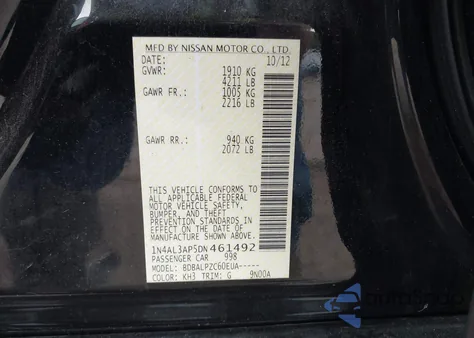 MFD BY NISSAN MOTOR CO., LTD.
DATE: 10/12
GVWR: 1910 KG
4211 LB
GAWR FR.: 1005 KG
2216 LB
GAWR RR.: 940 KG
2072 LB
THIS VEHICLE CONFORMS TO
ALL APPLICABLE FEDERAL
MOTOR VEHICLE SAFETY,
BUMPER, AND THEFT
PREVENTION STANDARDS IN
EFFECT ON THE DATE OF
MANUFACTURE SHOWN ABOVE.
1N4AL3AP5DN461492
PASSENGER CAR 998
MODEL: BDBALPZC60EUA-----
COLOR: KH3 TRIM: G 9N00A